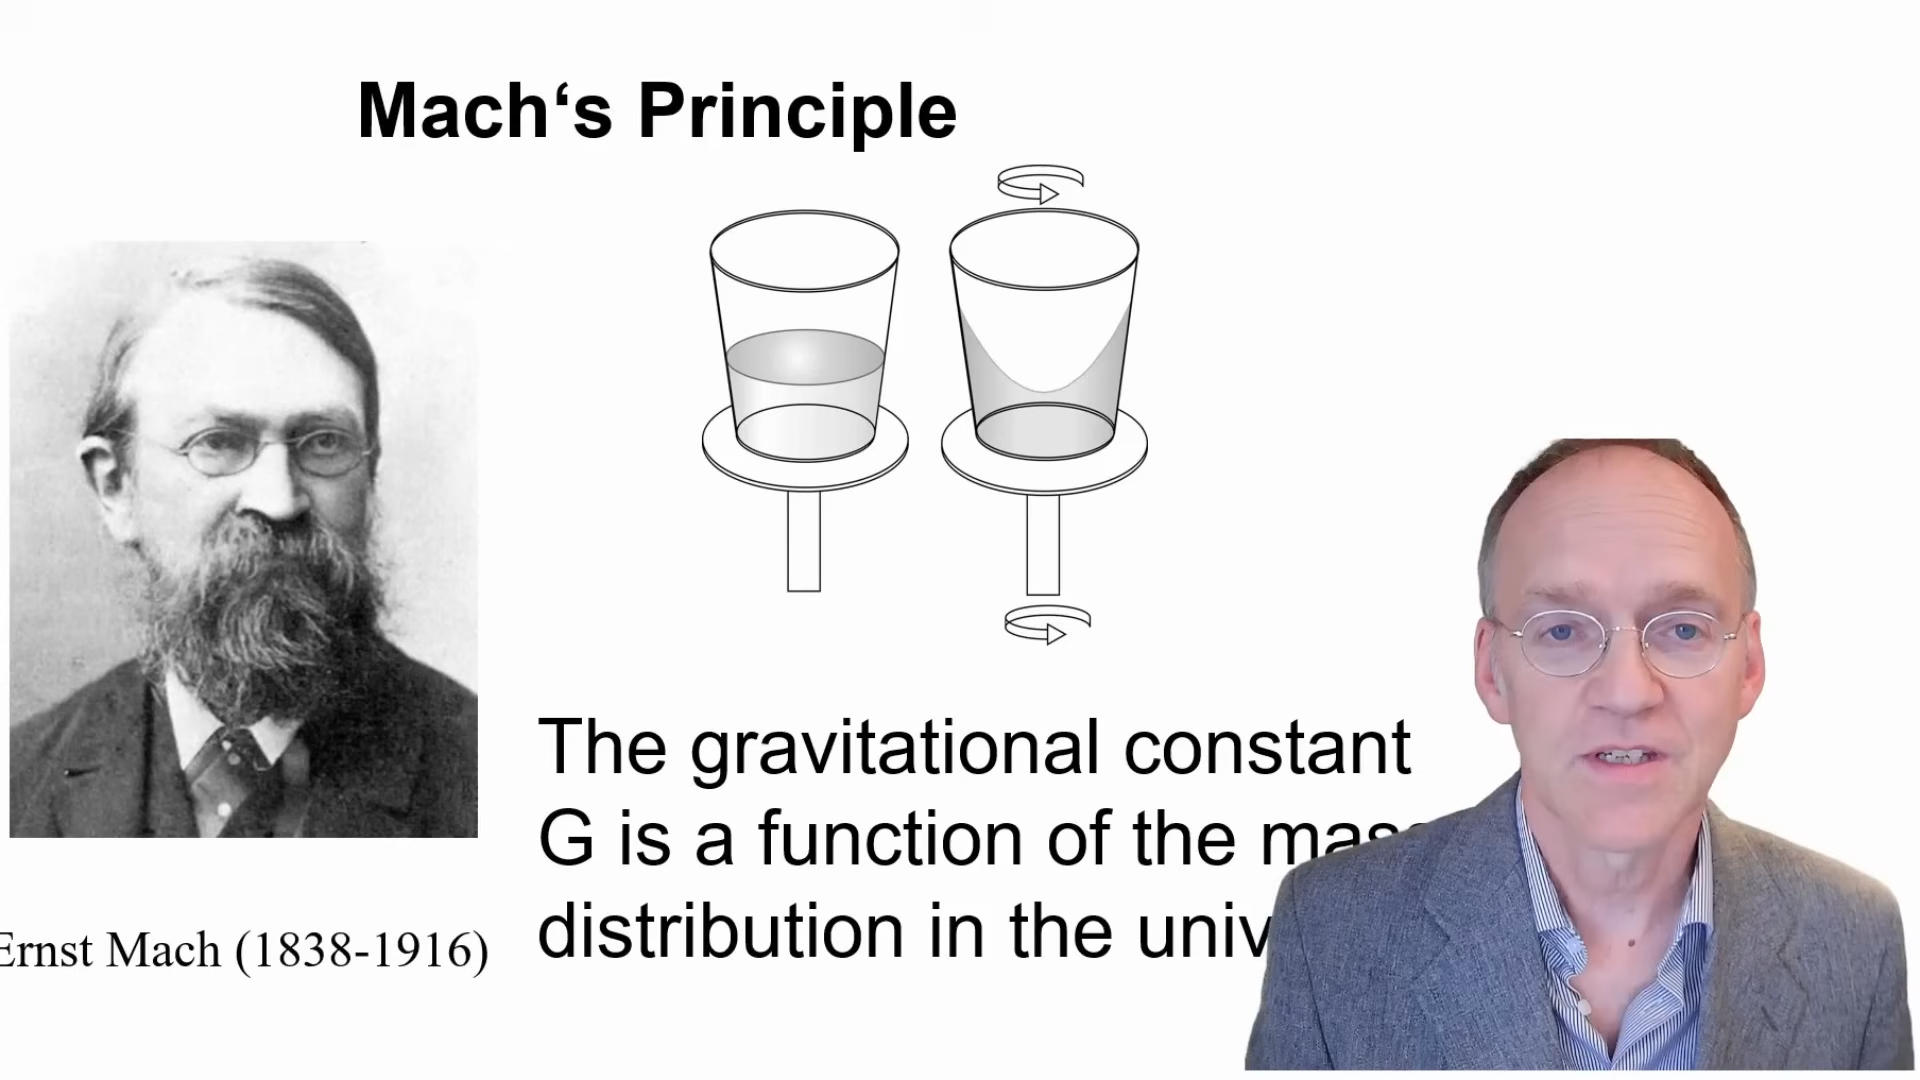 Mach‘s Principle
The gravitational constant
G is a function of the
distribution in the
Ernst Mach (1838-1916)